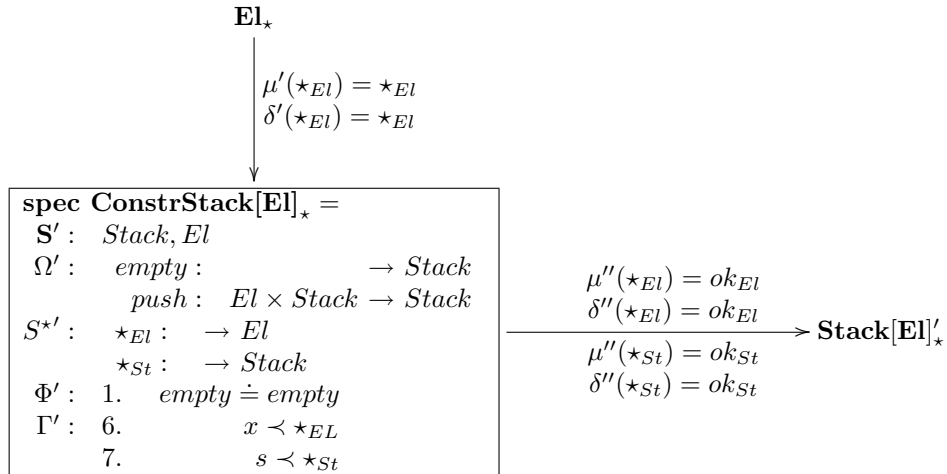 El⋆
μ′(⋆El) = ⋆El
δ′(⋆El) = ⋆El
spec ConstrStack[El]⋆ =
S′ : Stack, El
Ω′ : empty : → Stack
push : El × Stack → Stack
S⋆′ : ⋆El : → El
⋆St : → Stack
Φ′ : 1. empty ≐ empty
Γ′ : 6. x ≺ ⋆EL
7. s ≺ ⋆St
μ′′(⋆El) = okEl
δ′′(⋆El) = okEl
μ′′(⋆St) = okSt
δ′′(⋆St) = okSt
Stack[El]′⋆